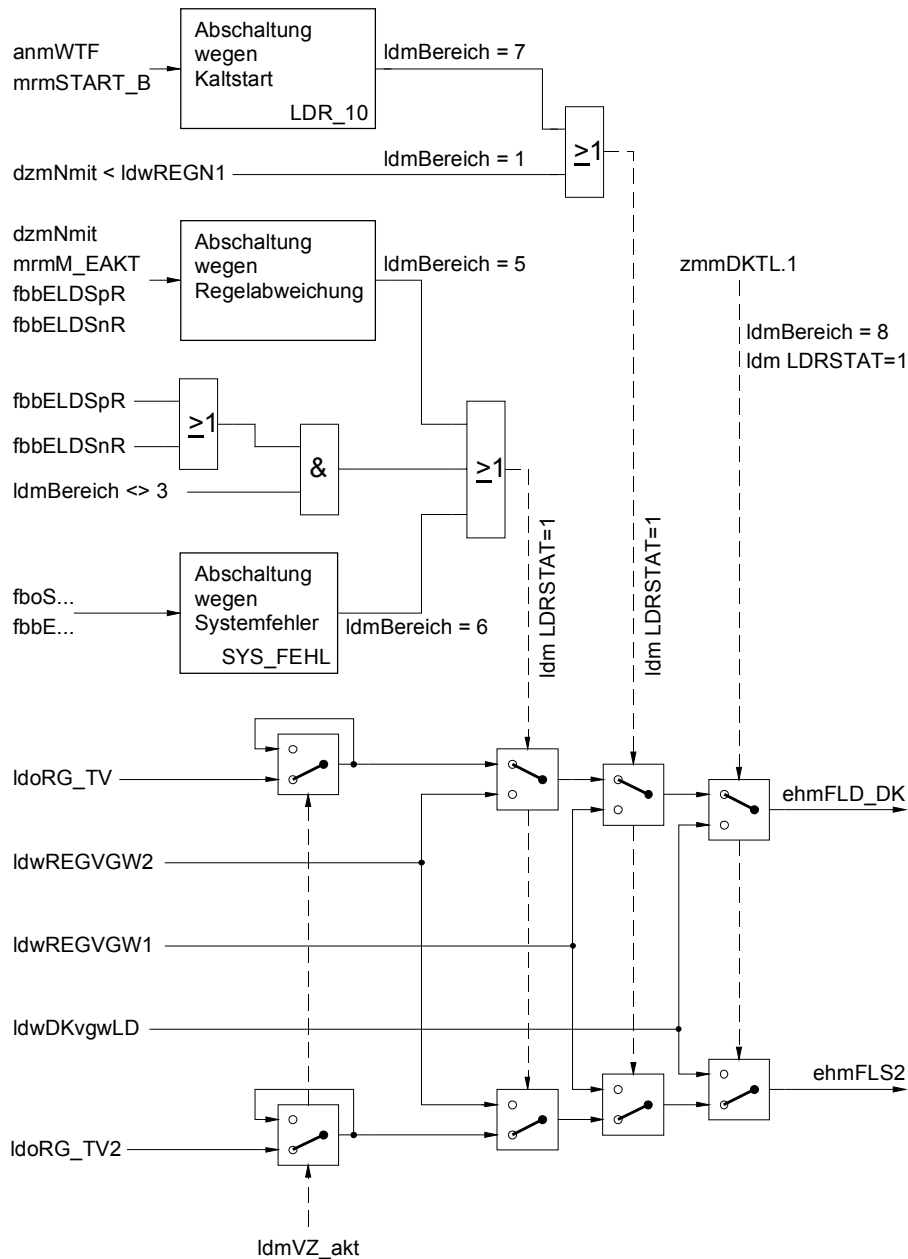 anmWTF
mrmSTART_B
Abschaltung
wegen
Kaltstart
LDR_10
ldmBereich = 7
dzmNmit < ldwREGN1
ldmBereich = 1
≥1
dzmNmit
mrmM_EAKT
fbbELDSpR
fbbELDSnR
Abschaltung
wegen
Regelabweichung
ldmBereich = 5
zmmDKTL.1
ldmBereich = 8
ldm LDRSTAT=1
fbbELDSpR
fbbELDSnR
≥1
ldmBereich <> 3
&
≥1
fboS...
fbbE...
Abschaltung
wegen
Systemfehler
SYS_FEHL
ldmBereich = 6
ldm LDRSTAT=1
ldm LDRSTAT=1
ldoRG_TV
ehmFLD_DK
ldwREGVGW2
ldwREGVGW1
ldwDKvgwLD
ehmFLS2
ldoRG_TV2
ldmVZ_akt